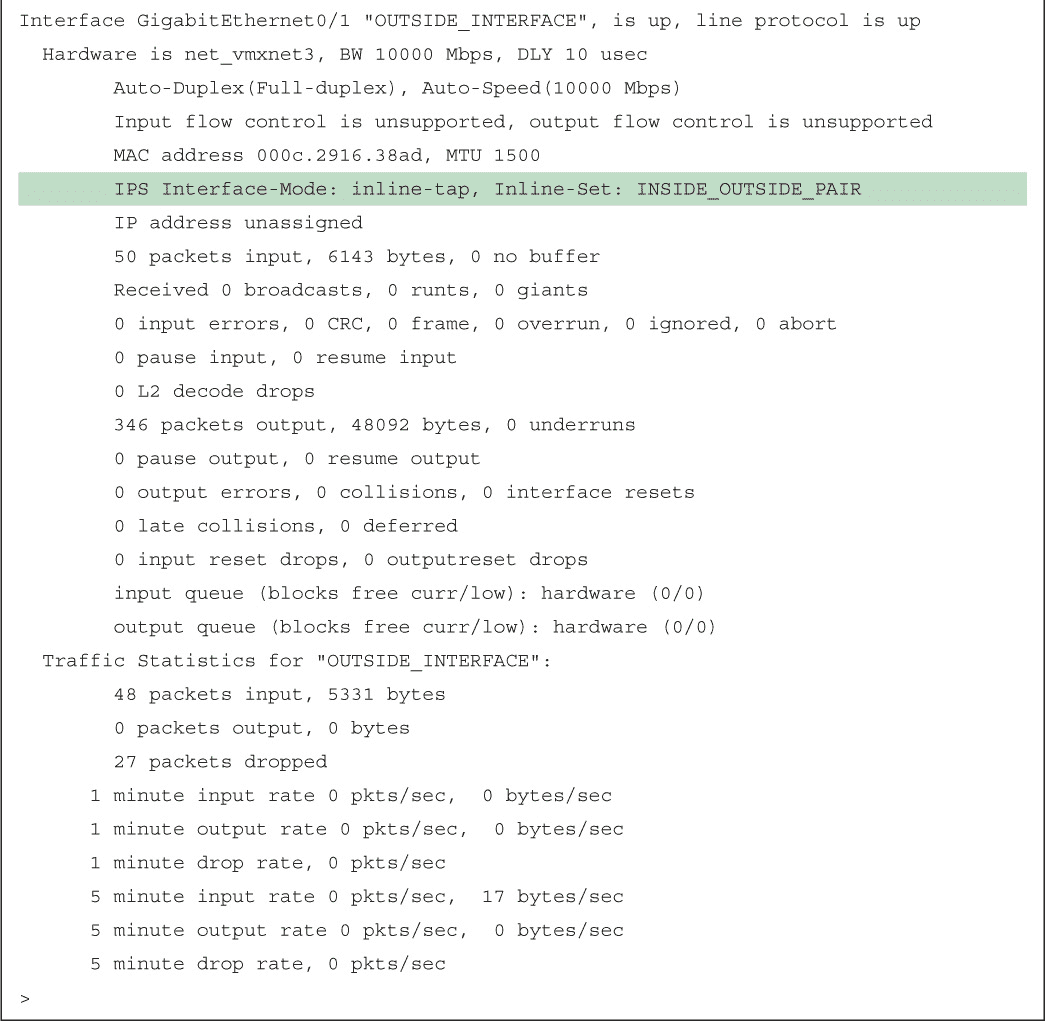 Interface GigabitEthernet0/1 "OUTSIDE_INTERFACE", is up, line protocol is up
Hardware is net_vmxnet3, BW 10000 Mbps, DLY 10 usec
Auto-Duplex(Full-duplex), Auto-Speed(10000 Mbps)
Input flow control is unsupported, output flow control is unsupported
MAC address 000c.2916.38ad, MTU 1500
IPS Interface-Mode: inline-tap, Inline-Set: INSIDE_OUTSIDE_PAIR
IP address unassigned
50 packets input, 6143 bytes, 0 no buffer
Received 0 broadcasts, 0 runts, 0 giants
0 input errors, 0 CRC, 0 frame, 0 overrun, 0 ignored, 0 abort
0 pause input, 0 resume input
0 L2 decode drops
346 packets output, 48092 bytes, 0 underruns
0 pause output, 0 resume output
0 output errors, 0 collisions, 0 interface resets
0 late collisions, 0 deferred
0 input reset drops, 0 outputreset drops
input queue (blocks free curr/low): hardware (0/0)
output queue (blocks free curr/low): hardware (0/0)
Traffic Statistics for "OUTSIDE_INTERFACE":
48 packets input, 5331 bytes
0 packets output, 0 bytes
27 packets dropped
1 minute input rate 0 pkts/sec,  0 bytes/sec
1 minute output rate 0 pkts/sec,  0 bytes/sec
1 minute drop rate, 0 pkts/sec
5 minute input rate 0 pkts/sec,  17 bytes/sec
5 minute output rate 0 pkts/sec,  0 bytes/sec
5 minute drop rate, 0 pkts/sec
>